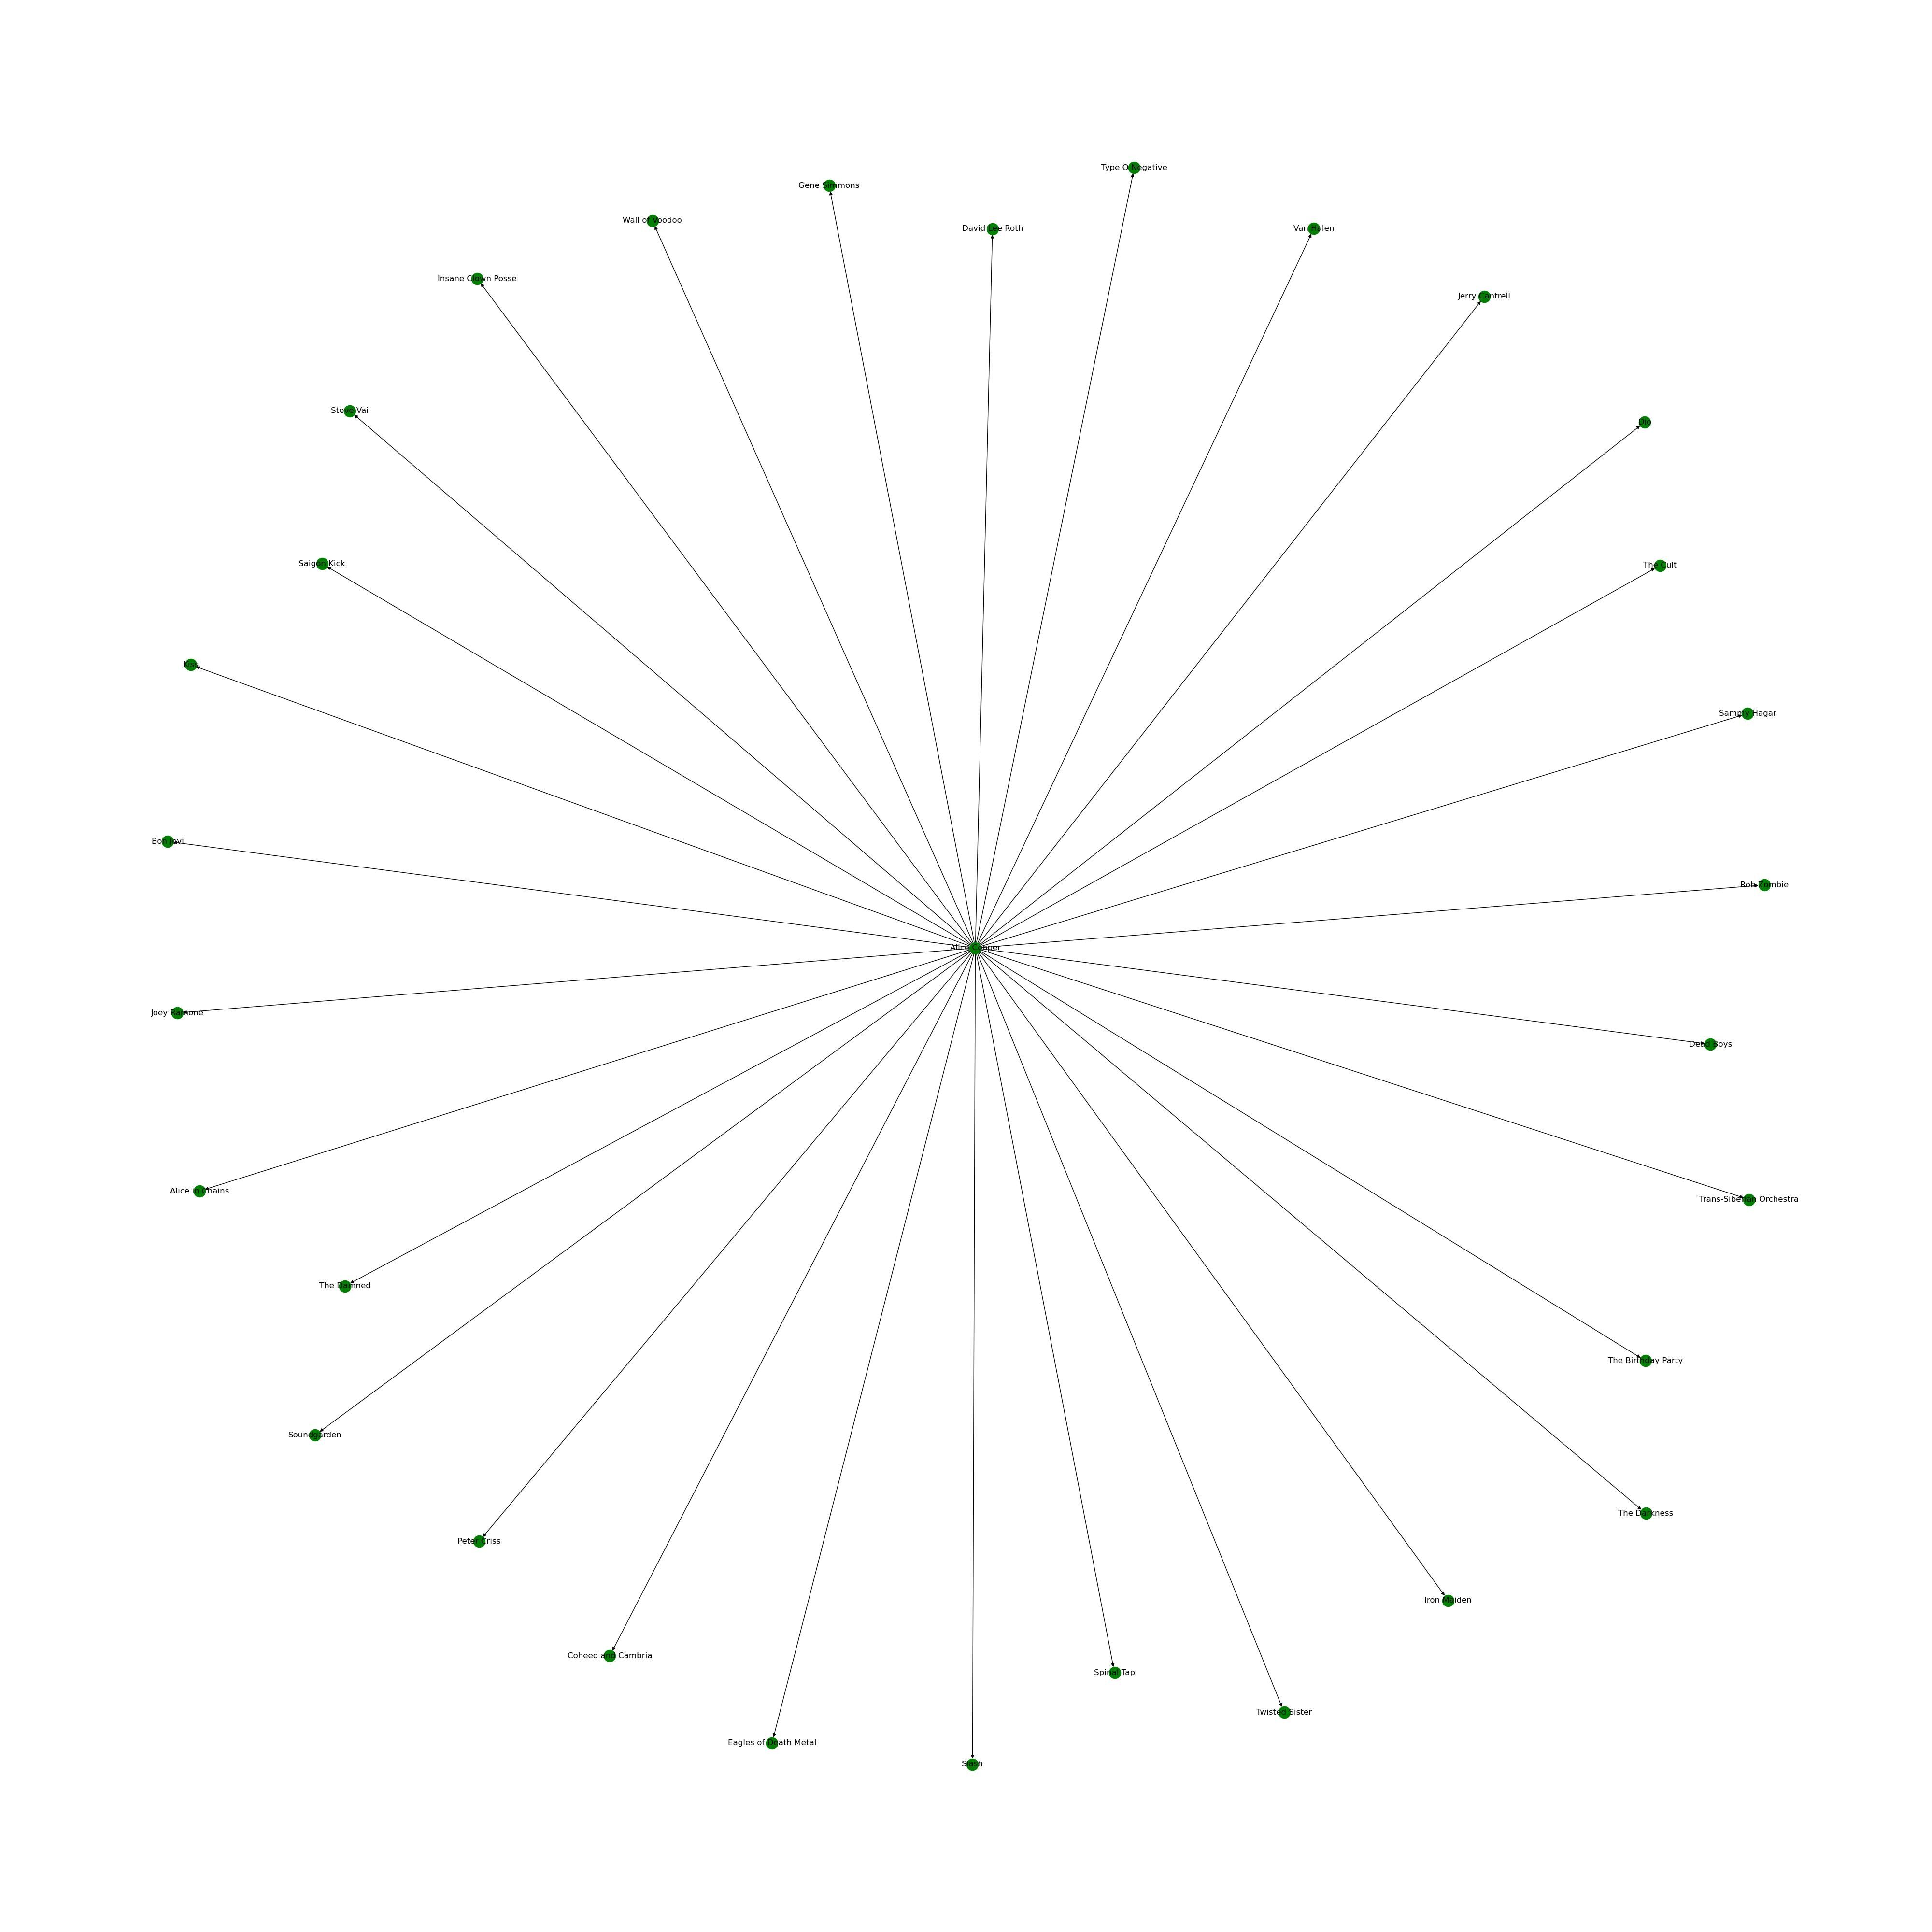 Type O Negative
Gene Simmons
Wall of Voodoo
David Lee Roth
Van Halen
Insane Clown Posse
Jerry Cantrell
Steve Vai
Dio
Saigon Kick
The Cult
Kiss
Sammy Hagar
Bon Jovi
Rob Zombie
Alice Cooper
Joey Ramone
Dead Boys
Alice in Chains
Trans-Siberian Orchestra
The Damned
The Birthday Party
Soundgarden
The Darkness
Peter Criss
Iron Maiden
Coheed and Cambria
Spinal Tap
Twisted Sister
Eagles of Death Metal
Slash